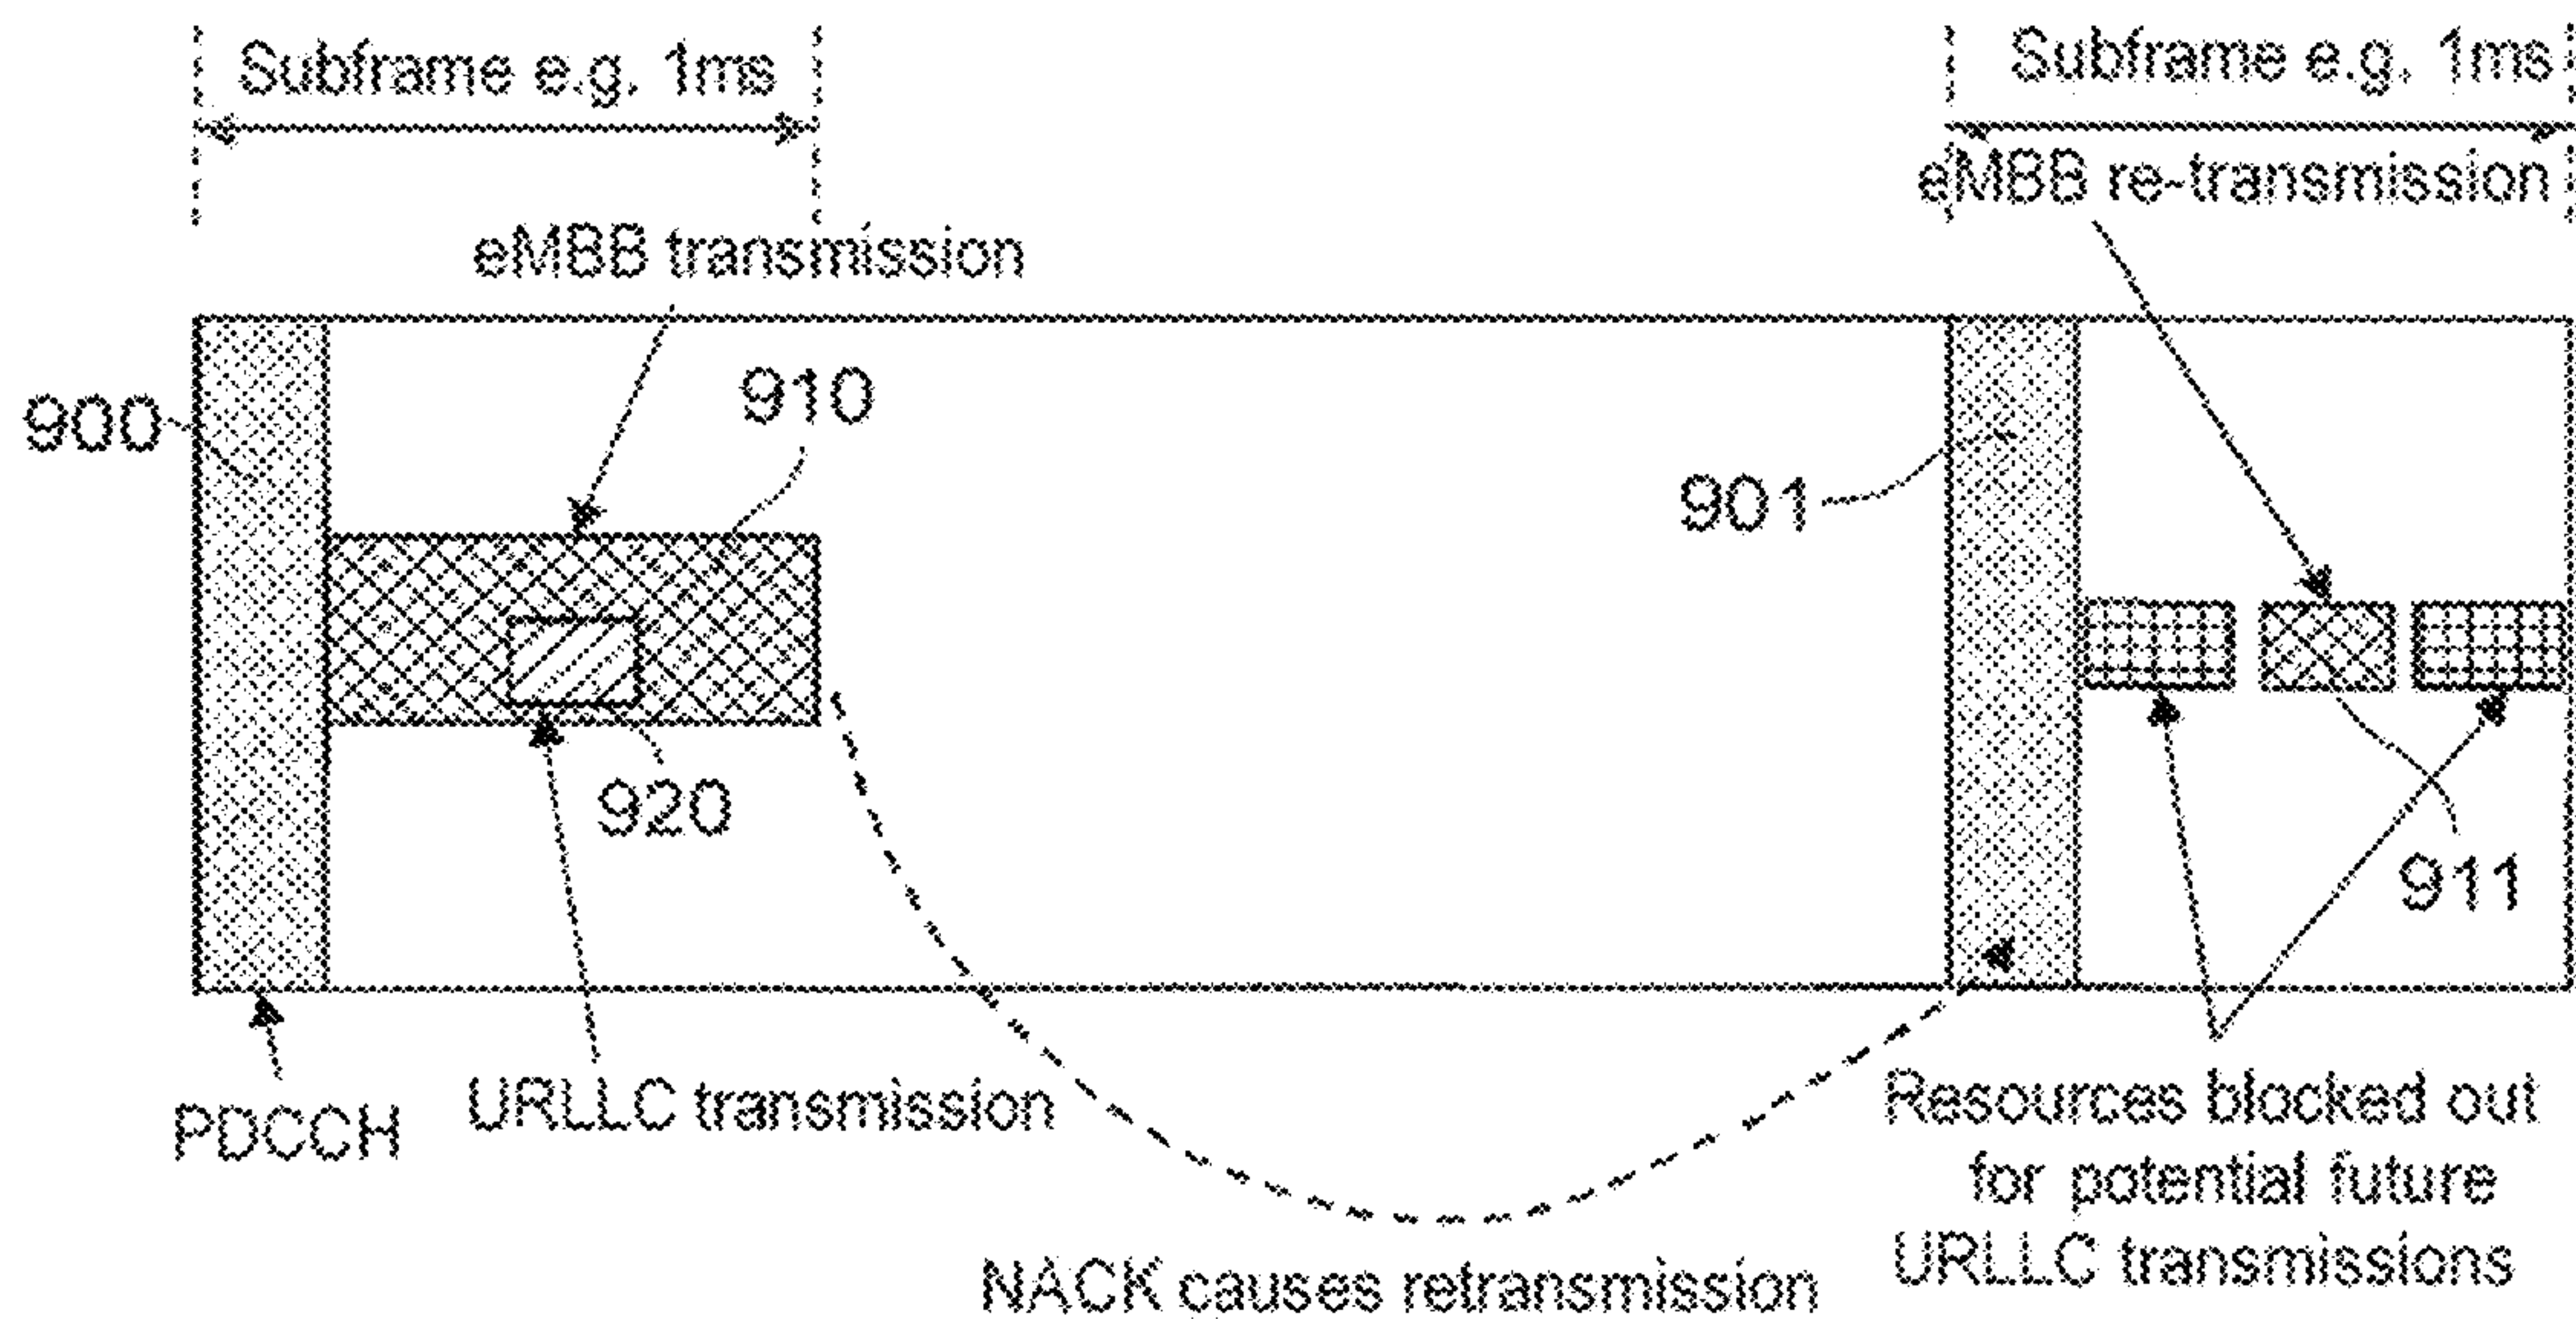 Subframe e.g. 1ms
Subframe e.g. 1ms
eMBB re-transmission
eMBB transmission
910
900
901
920
911
PDCCH
URLLC transmission
Resources blocked out
for potential future
URLLC transmissions
NACK causes retransmission